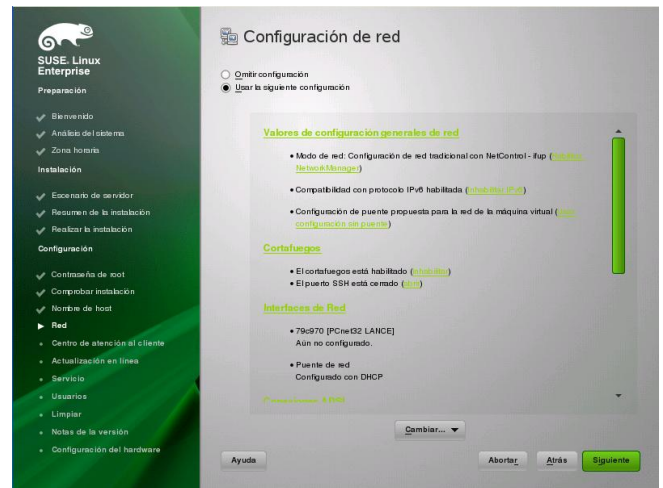 SUSE. Linux
Enterprise
Preparación
Bienvenido
Análisis del sistema
Zona horaria
Instalación
Escenario de servidor
Resumen de la instalación
Realizar la instalación
Configuración
Contraseña de root
Comprobar instalación
Nombre de host
Red
Centro de atención al cliente
Actualización en línea
Servicio
Usuarios
Limpiar
Notas de la versión
Configuración del hardware
Configuración de red
Omitir configuración
Usar la siguiente configuración
Valores de configuración generales de red
Modo de red: Configuración de red tradicional con NetControl - ifup (
NetworkManager)
Compatibilidad con protocolo IPv6 habilitada (inhabilitar IPv6)
Configuración de puente propuesta para la red de la máquina virtual (
configuración sin puente)
Cortafuegos
El cortafuegos está habilitado (inhabilitar)
El puerto SSH está cerrado (abrir)
Interfaces de Red
79c970 [PCnet32 LANCE]
Aún no configurado.
Puente de red
Configurado con DHCP
Cambiar...
Ayuda
Abortar
Atrás
Siguiente